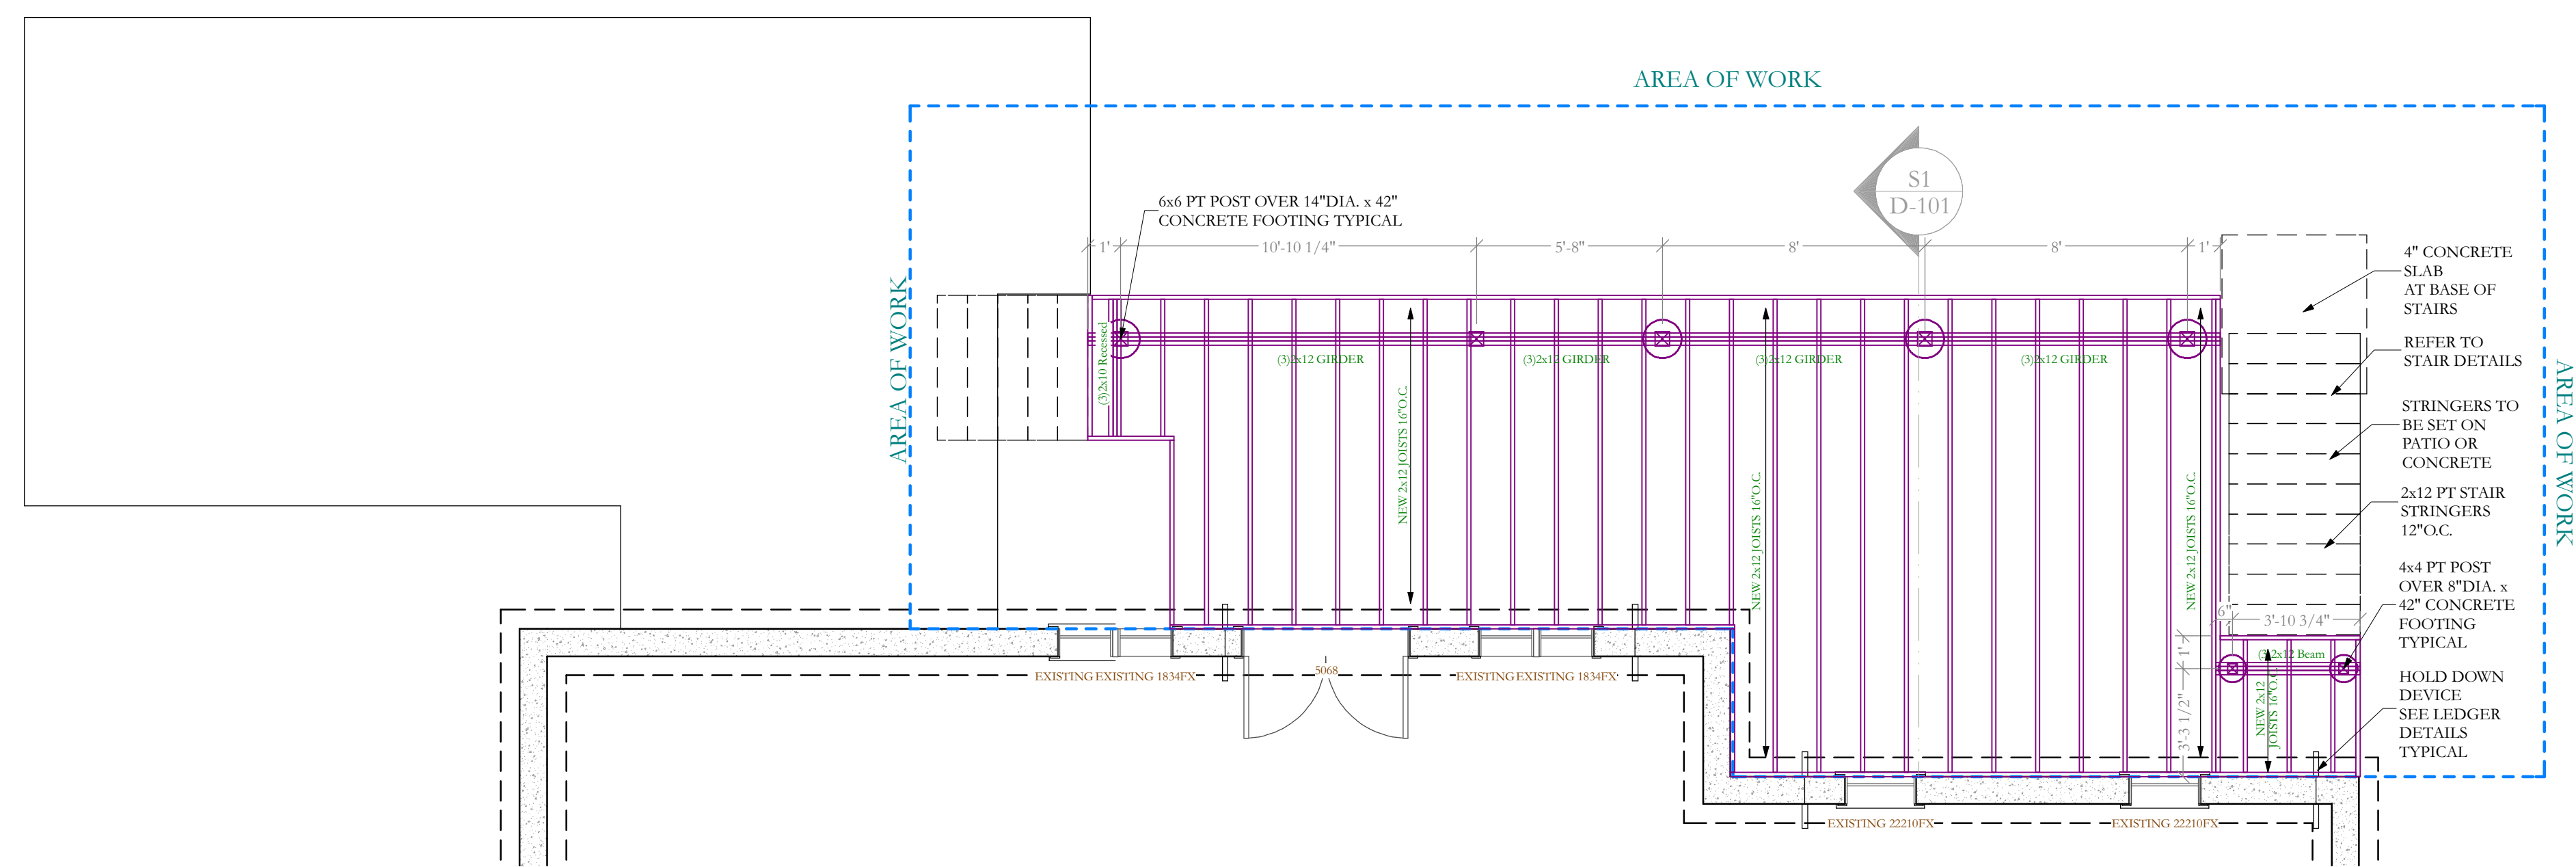 AREA OF WORK
S1
D-101
6x6 PT POST OVER 14"DIA. x 42"
CONCRETE FOOTING TYPICAL
1'
10'-10 1/4"
5'-8"
8'
8'
1'
4" CONCRETE
SLAB
AT BASE OF
STAIRS
REFER TO
STAIR DETAILS
STRINGERS TO
BE SET ON
PATIO OR
CONCRETE
2x12 PT STAIR
STRINGERS
12"O.C.
4x4 PT POST
OVER 8"DIA. x
42" CONCRETE
FOOTING
TYPICAL
HOLD DOWN
DEVICE
SEE LEDGER
DETAILS
TYPICAL
AREA OF WORK
AREA OF WORK
(3)2x10 Recessed
(3)2x12 GIRDER
(3)2x12 GIRDER
(3)2x12 GIRDER
(3)2x12 GIRDER
NEW 2x12 JOISTS 16"O.C.
NEW 2x12 JOISTS 16"O.C.
NEW 2x12 JOISTS 16"O.C.
6"
3'-10 3/4"
1'
3'-3 1/2"
(3)2x12 Beam
NEW 2x12
JOISTS 16"O.C.
EXISTING EXISTING 1834FX
1
5068
EXISTING EXISTING 1834FX
EXISTING 22210FX
EXISTING 22210FX